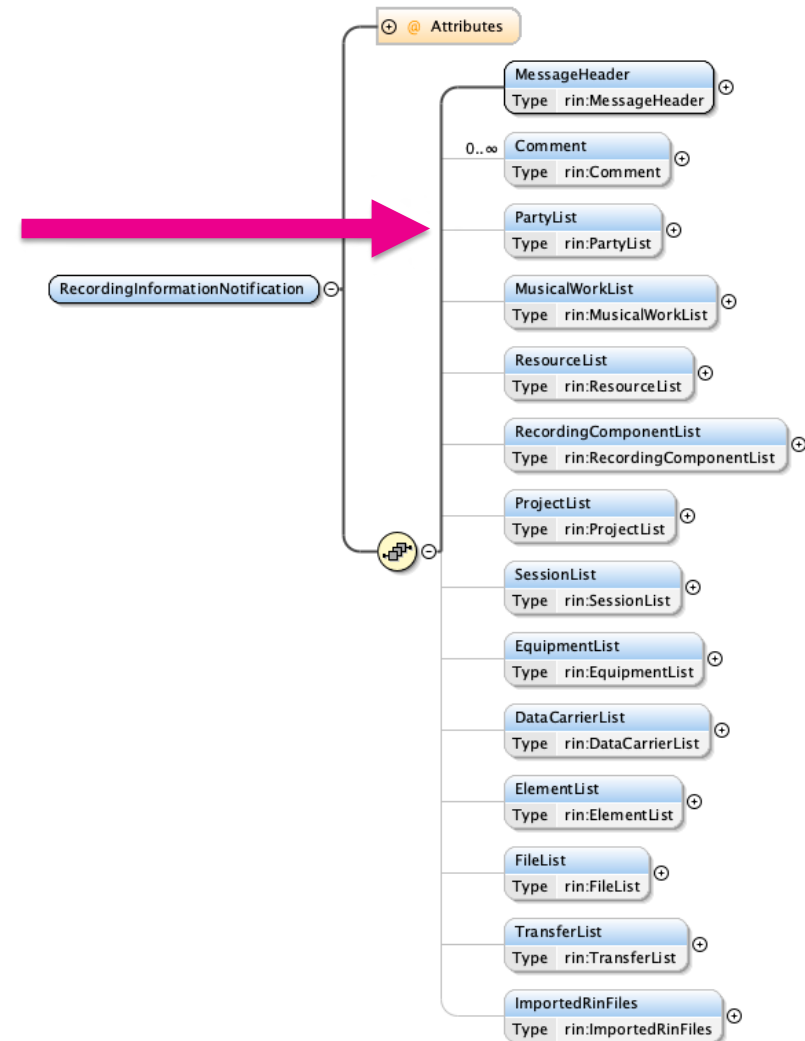 @ Attributes
MessageHeader
Type rin:MessageHeader
0..∞ Comment
Type rin:Comment
PartyList
Type rin:PartyList
RecordingInformationNotification
MusicalWorkList
Type rin:MusicalWorkList
ResourceList
Type rin:ResourceList
RecordingComponentList
Type rin:RecordingComponentList
ProjectList
Type rin:ProjectList
SessionList
Type rin:SessionList
EquipmentList
Type rin:EquipmentList
DataCarrierList
Type rin:DataCarrierList
ElementList
Type rin:ElementList
FileList
Type rin:FileList
TransferList
Type rin:TransferList
ImportedRinFiles
Type rin:ImportedRinFiles